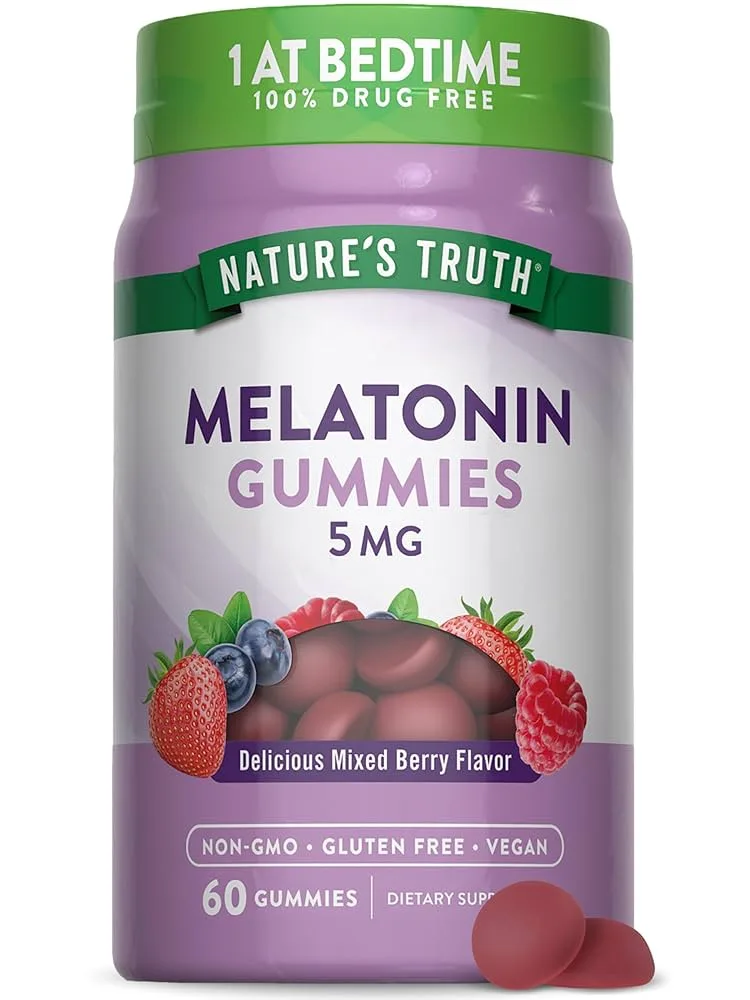 1 AT BEDTIME
100% DRUG FREE
NATURE'S TRUTH®
MELATONIN
GUMMIES
5 MG
Delicious Mixed Berry Flavor
NON-GMO • GLUTEN FREE • VEGAN
60 GUMMIES | DIETARY